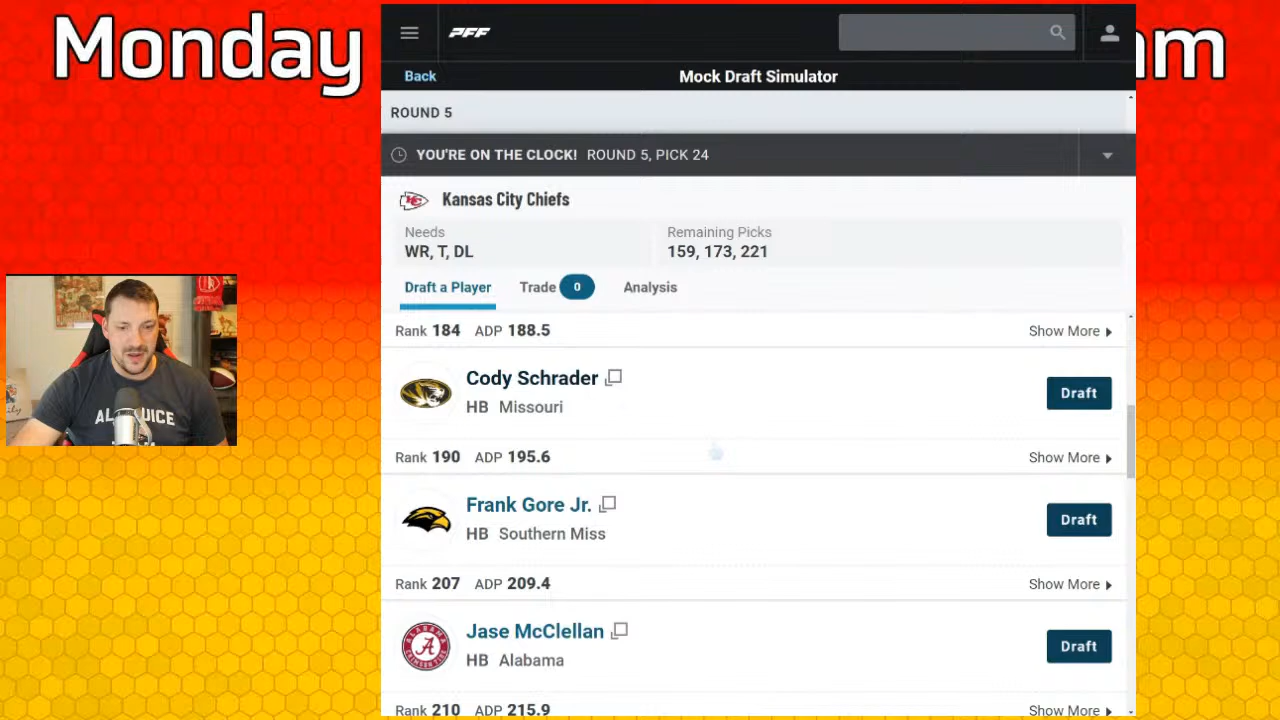 Monday
am
PFF
Back
Mock Draft Simulator
ROUND 5
YOU'RE ON THE CLOCK! ROUND 5, PICK 24
Kansas City Chiefs
Needs
WR, T, DL
Remaining Picks
159, 173, 221
Draft a Player
Trade 0
Analysis
Rank 184 ADP 188.5
Show More
Cody Schrader
HB Missouri
Draft
Rank 190 ADP 195.6
Show More
Frank Gore Jr.
HB Southern Miss
Draft
Rank 207 ADP 209.4
Show More
Jase McClellan
HB Alabama
Draft
Rank 210 ADP 215.9
Show More